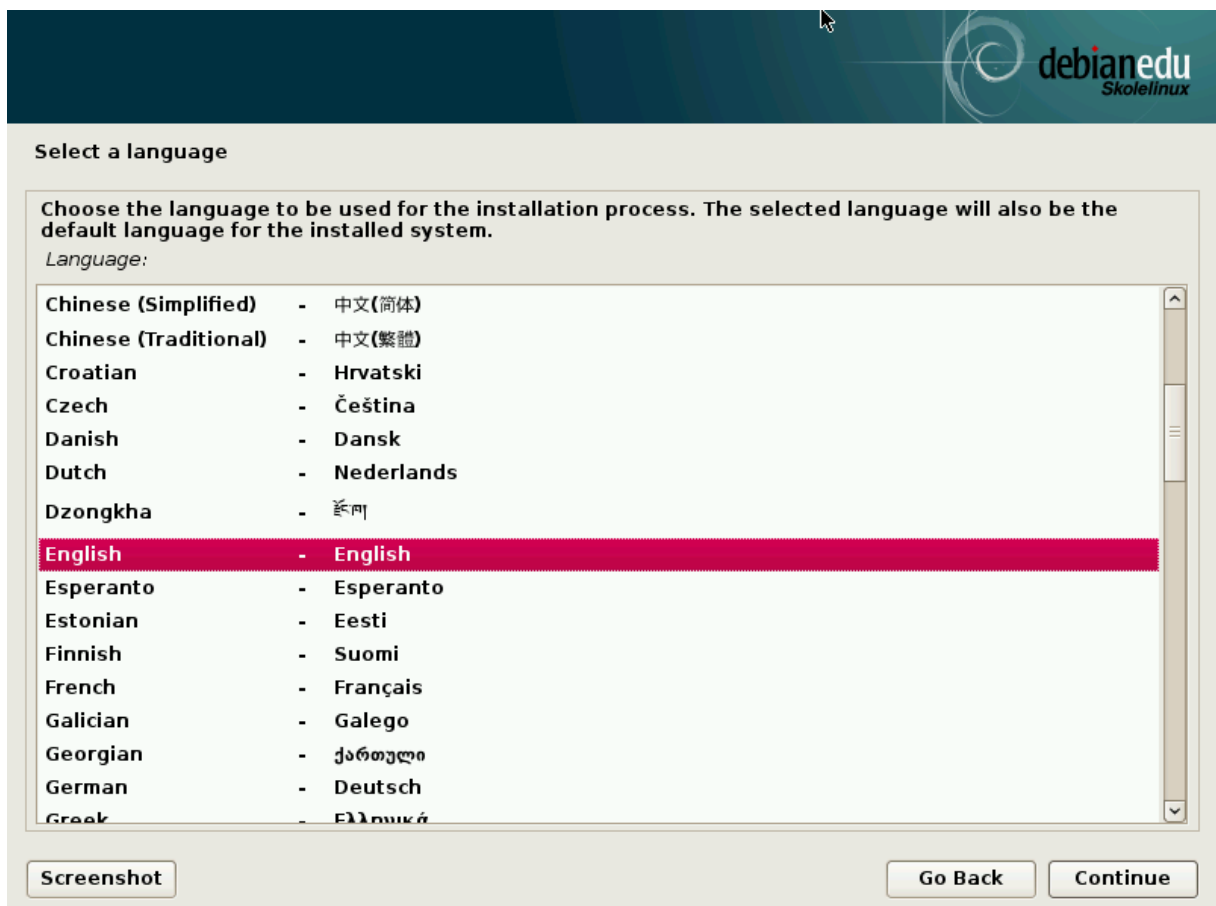 debianedu
Skolelinux
Select a language
Choose the language to be used for the installation process. The selected language will also be the
default language for the installed system.
Language:
Chinese (Simplified) - 中文(简体)
Chinese (Traditional) - 中文(繁體)
Croatian - Hrvatski
Czech - Čeština
Danish - Dansk
Dutch - Nederlands
Dzongkha - རྫོང་ཁ།
English - English
Esperanto - Esperanto
Estonian - Eesti
Finnish - Suomi
French - Français
Galician - Galego
Georgian - ქართული
German - Deutsch
Greek - Ελληνικά
Screenshot Go Back Continue